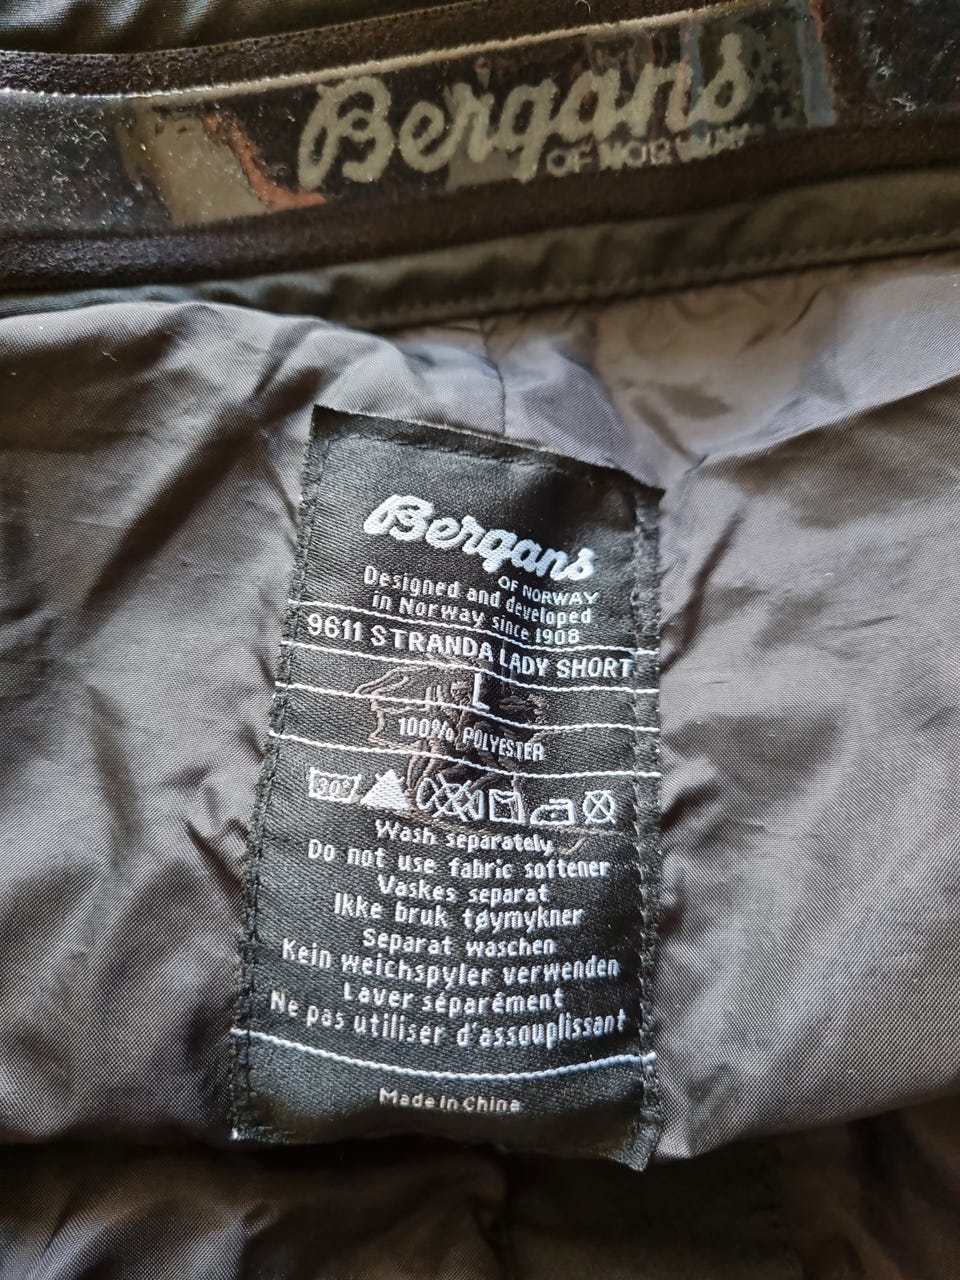 Bergans
OF NORWAY
Bergans
OF NORWAY
Designed and developed
in Norway since 1908
9611 STRANDA LADY SHORT
L
100% POLYESTER
30°
Wash separately
Do not use fabric softener
Vaskes separat
Ikke bruk tøymykner
Separat waschen
Kein weichspyler verwenden
Laver séparément
Ne pas utiliser d'assouplissant
Made in China